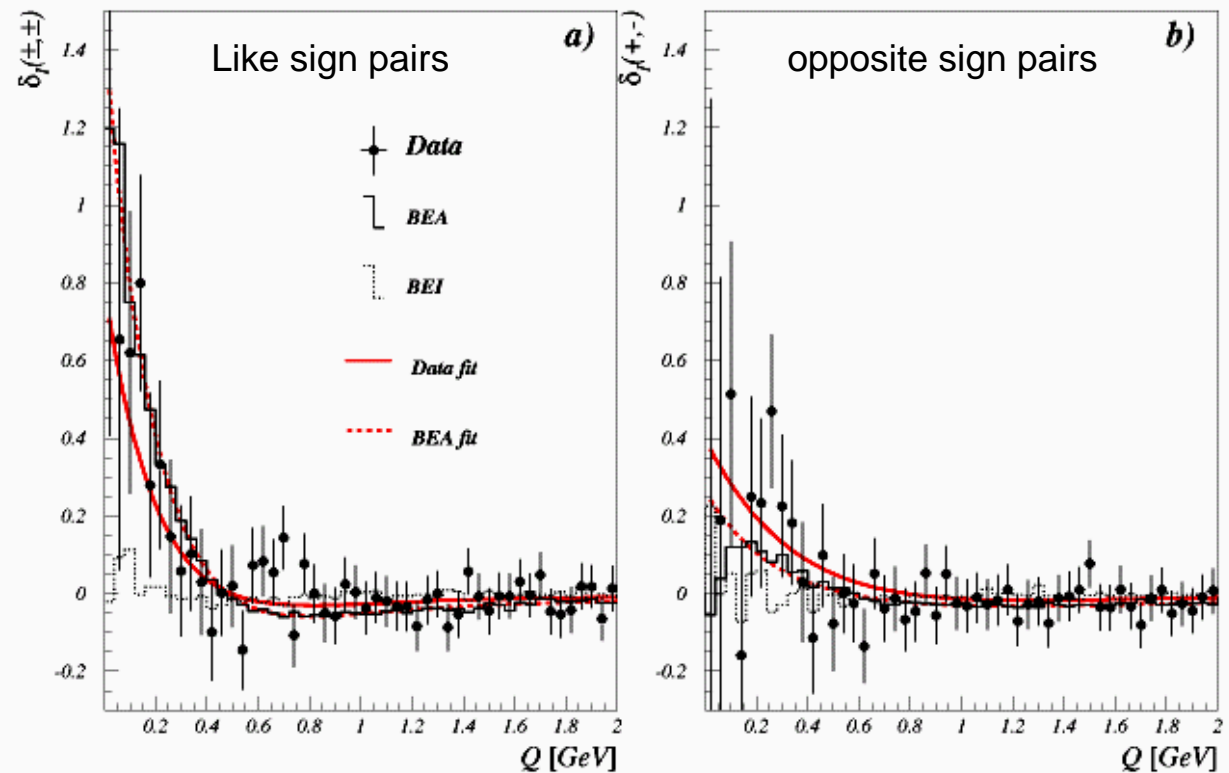 δI(±,±)
Like sign pairs
a)
1.4
1.2
1
0.8
0.6
0.4
0.2
0
-0.2
Data
BEA
BEI
Data fit
BEA fit
0.2 0.4 0.6 0.8 1 1.2 1.4 1.6 1.8 2
Q [GeV]
δI(+,-)
opposite sign pairs
b)
1.4
1.2
1
0.8
0.6
0.4
0.2
0
-0.2
0.2 0.4 0.6 0.8 1 1.2 1.4 1.6 1.8 2
Q [GeV]